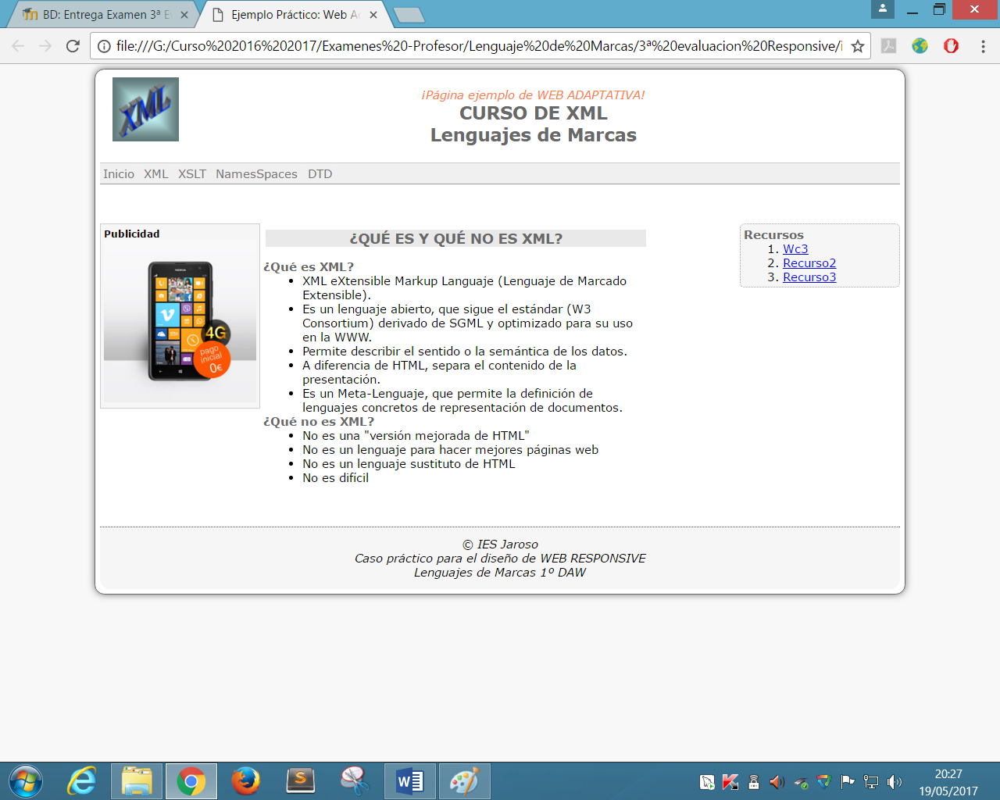 BD: Entrega Examen 3ª E
Ejemplo Práctico: Web A
file:///G:/Curso%202016%202017/Examenes%20-Profesor/Lenguaje%20de%20Marcas/3ª%20evaluacion%20Responsive/
XML
¡Página ejemplo de WEB ADAPTATIVA!
CURSO DE XML
Lenguajes de Marcas
Inicio XML XSLT NamesSpaces DTD
Publicidad
NOKIA
4G
pago
inicial
0€
¿QUÉ ES Y QUÉ NO ES XML?
¿Qué es XML?
• XML eXtensible Markup Languaje (Lenguaje de Marcado
Extensible).
• Es un lenguaje abierto, que sigue el estándar (W3
Consortium) derivado de SGML y optimizado para su uso
en la WWW.
• Permite describir el sentido o la semántica de los datos.
• A diferencia de HTML, separa el contenido de la
presentación.
• Es un Meta-Lenguaje, que permite la definición de
lenguajes concretos de representación de documentos.
¿Qué no es XML?
• No es una "versión mejorada de HTML"
• No es un lenguaje para hacer mejores páginas web
• No es un lenguaje sustituto de HTML
• No es difícil
Recursos
1. Wc3
2. Recurso2
3. Recurso3
© IES Jaroso
Caso práctico para el diseño de WEB RESPONSIVE
Lenguajes de Marcas 1º DAW
20:27
19/05/2017